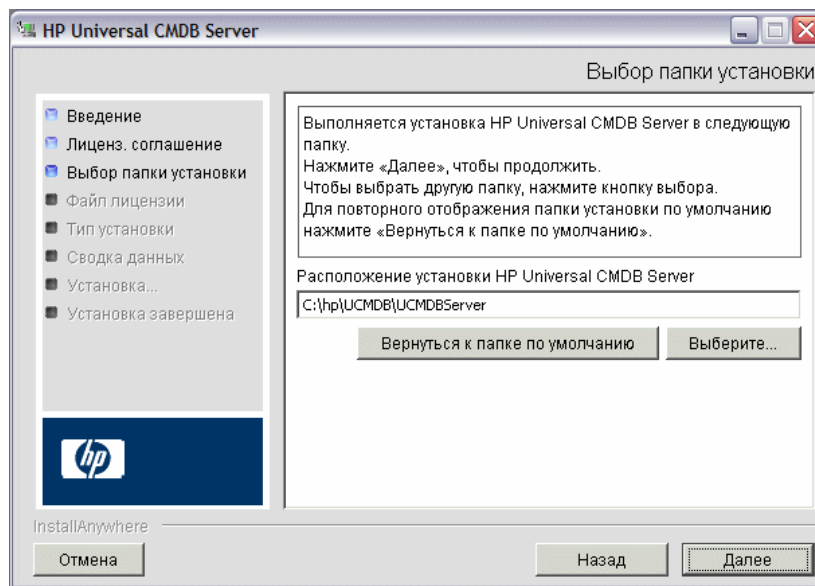 HP Universal CMDB Server
Выбор папки установки
Введение
Лиценз. соглашение
Выбор папки установки
Файл лицензии
Тип установки
Сводка данных
Установка...
Установка завершена
hp
Выполняется установка HP Universal CMDB Server в следующую
папку.
Нажмите «Далее», чтобы продолжить.
Чтобы выбрать другую папку, нажмите кнопку выбора.
Для повторного отображения папки установки по умолчанию
нажмите «Вернуться к папке по умолчанию».
Расположение установки HP Universal CMDB Server
C:\hp\UCMDB\UCMDBServer
Вернуться к папке по умолчанию
Выберите...
InstallAnywhere
Отмена
Назад
Далее